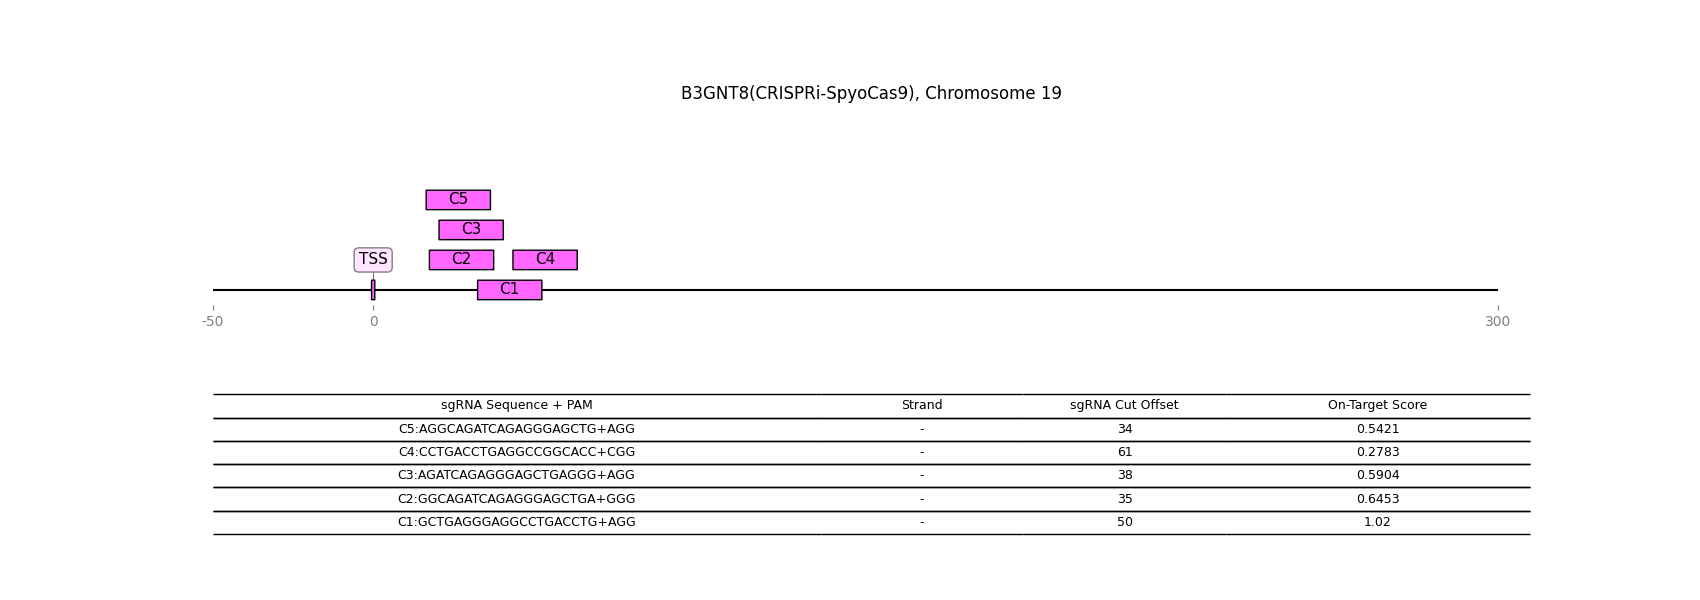 B3GNT8(CRISPRi-SpyoCas9), Chromosome 19
C5
C3
TSS C2 C4
C1
-50 0 300
sgRNA Sequence + PAM Strand sgRNA Cut Offset On-Target Score
C5:AGGCAGATCAGAGGGAGCTG+AGG - 34 0.5421
C4:CCTGACCTGAGGCCGGCACC+CGG - 61 0.2783
C3:AGATCAGAGGGAGCTGAGGG+AGG - 38 0.5904
C2:GGCAGATCAGAGGGAGCTGA+GGG - 35 0.6453
C1:GCTGAGGGAGGCCTGACCTG+AGG - 50 1.02